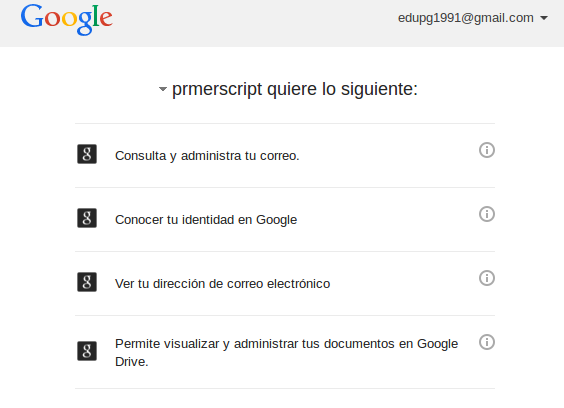 Google
edupg1991@gmail.com
prmerscript quiere lo siguiente:
Consulta y administra tu correo.
Conocer tu identidad en Google
Ver tu dirección de correo electrónico
Permite visualizar y administrar tus documentos en Google
Drive.